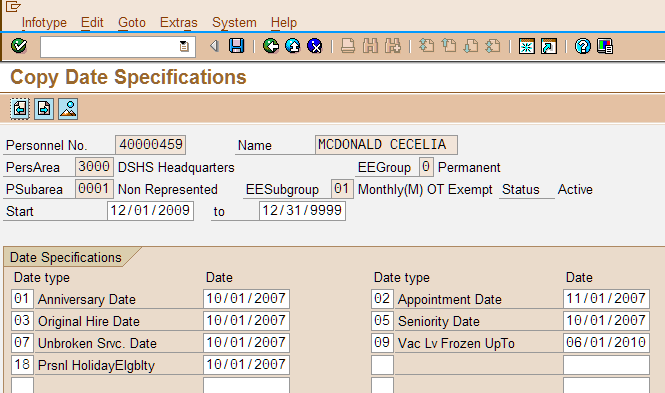 Infotype Edit Goto Extras System Help
Copy Date Specifications
Personnel No. 40000459 Name MCDONALD CECELIA
PersArea 3000 DSHS Headquarters EEGroup 0 Permanent
PSubarea 0001 Non Represented EESubgroup 01 Monthly(M) OT Exempt Status Active
Start 12/01/2009 to 12/31/9999
Date Specifications
Date type Date Date type Date
01 Anniversary Date 10/01/2007 02 Appointment Date 11/01/2007
03 Original Hire Date 10/01/2007 05 Seniority Date 10/01/2007
07 Unbroken Srvc. Date 10/01/2007 09 Vac Lv Frozen UpTo 06/01/2010
18 Prsnl HolidayElgblty 10/01/2007